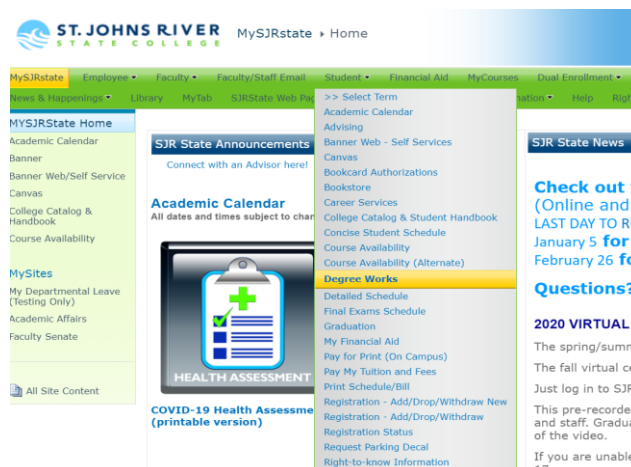 ST. JOHNS RIVER
STATE COLLEGE
MySJRstate ▸ Home
MySJRstate Employee Faculty Faculty/Staff Email Student Financial Aid MyCourses Dual Enrollment
News & Happenings Library MyTab SJRState Web Help
MYSJRState Home
Academic Calendar
Banner
Banner Web/Self Service
Canvas
College Catalog &
Handbook
Course Availability
MySites
My Departmental Leave
(Testing Only)
Academic Affairs
Faculty Senate
All Site Content
SJR State Announcements
Connect with an Advisor here!
Academic Calendar
All dates and times subject to
HEALTH ASSESSMENT
COVID-19 Health
(printable version)
>> Select Term
Academic Calendar
Advising
Banner Web - Self Services
Canvas
Bookcard Authorizations
Bookstore
Career Services
College Catalog & Student Handbook
Concise Student Schedule
Course Availability
Course Availability (Alternate)
Degree Works
Detailed Schedule
Final Exams Schedule
Graduation
My Financial Aid
Pay for Print (On Campus)
Pay My Tuition and Fees
Print Schedule/Bill
Registration - Add/Drop/Withdraw New
Registration - Add/Drop/Withdraw
Registration Status
Request Parking Decal
Right-to-know Information
SJR State News
Check out
(Online and
LAST DAY TO
January 5 for
February 26
Questions?
2020 VIRTUAL
The
The fall virtual
Just log in to
This
and staff.
of the video.
If you are